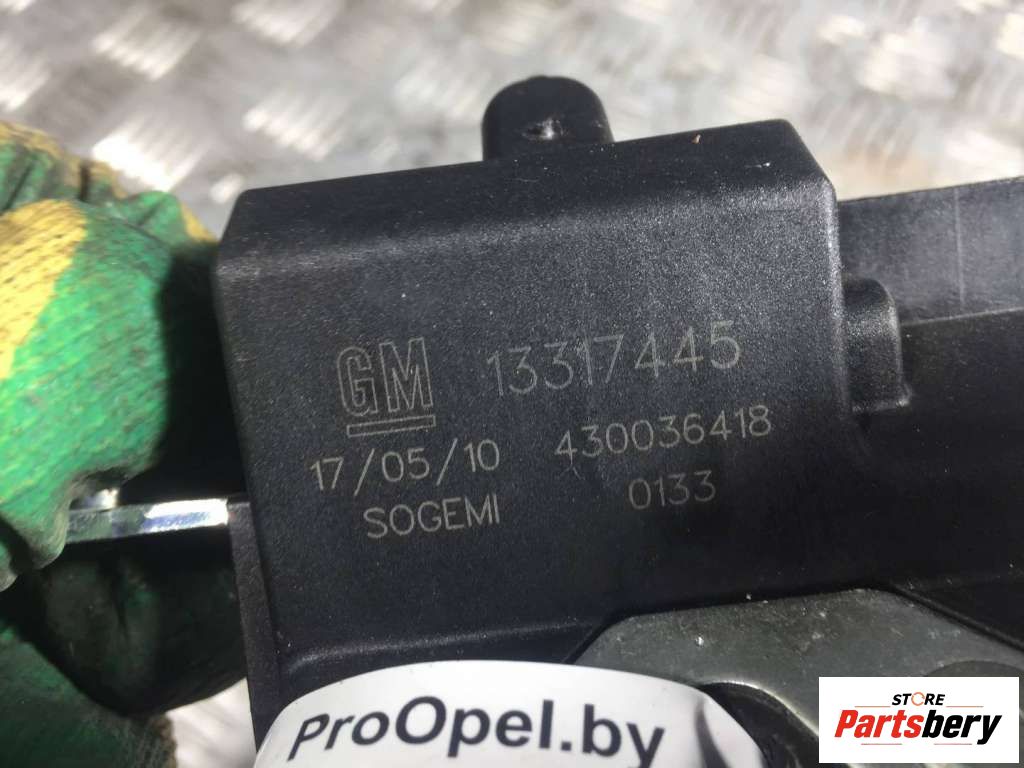 GM 13317445
17/05/10 430036418
SOGEMI 0133
ProOpel.by
STORE
Partsbery